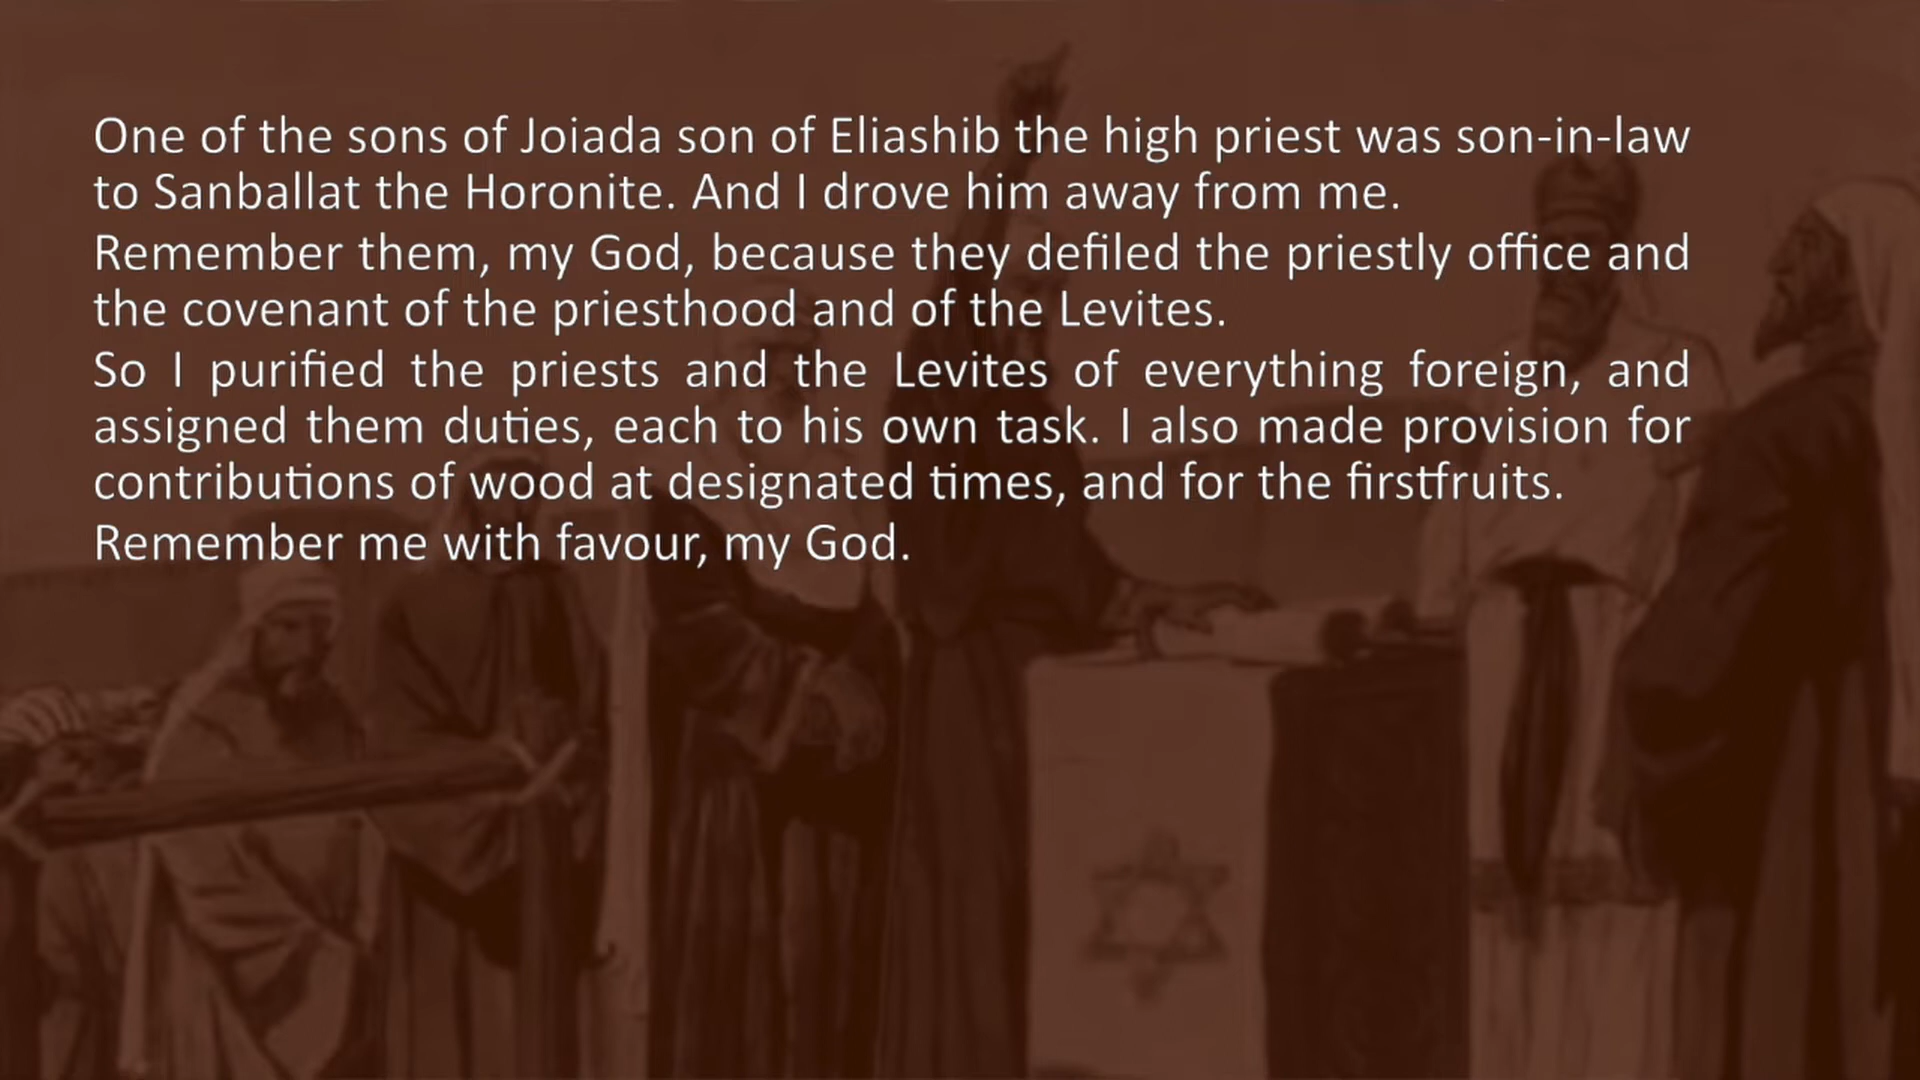 One of the sons of Joiada son of Eliashib the high priest was son-in-law
to Sanballat the Horonite. And I drove him away from me.
Remember them, my God, because they defiled the priestly office and
the covenant of the priesthood and of the Levites.
So I purified the priests and the Levites of everything foreign, and
assigned them duties, each to his own task. I also made provision for
contributions of wood at designated times, and for the firstfruits.
Remember me with favour, my God.